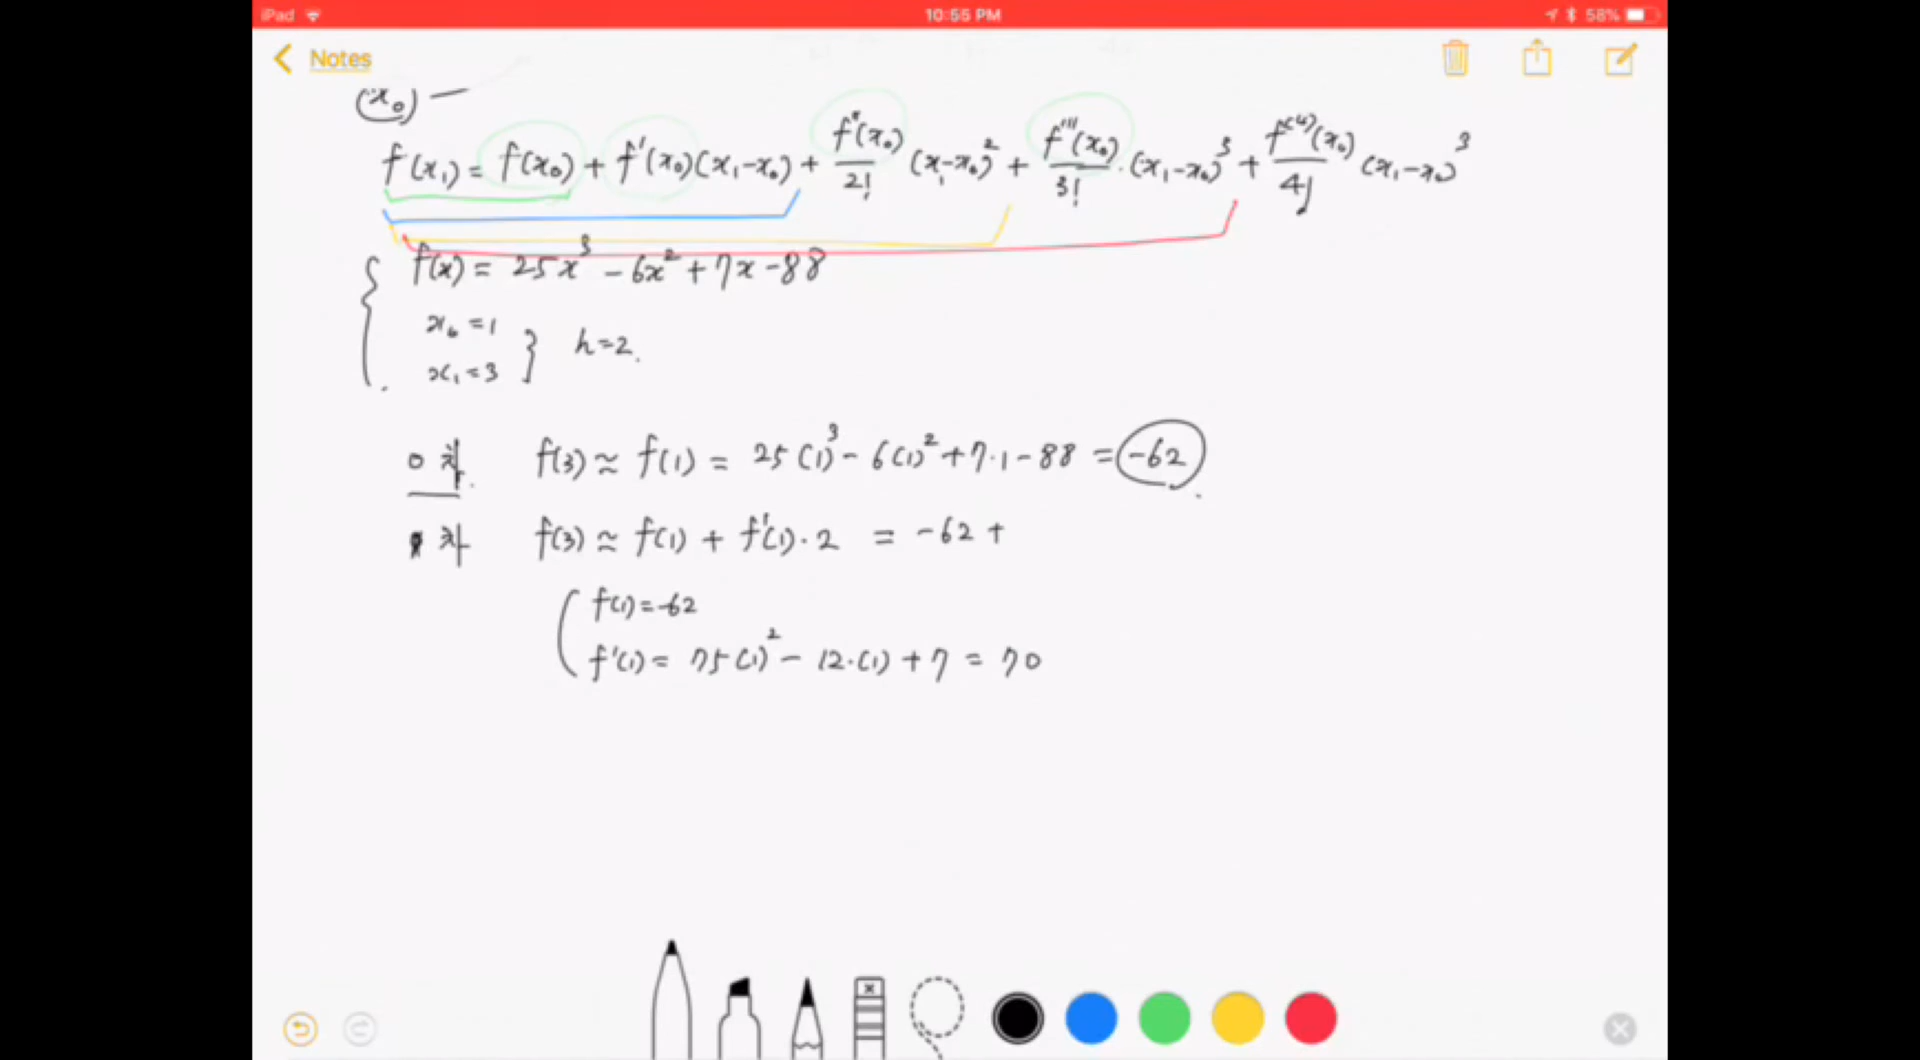 iPad 10:55 PM 58%
Notes
(x₀) —
f(x₁) = f(x₀) + f'(x₀)(x₁-x₀) + f''(x₀)/2! (x₁-x₀)² + f'''(x₀)/3! · (x₁-x₀)³ + f⁽⁴⁾(x₀)/4! (x₁-x₀)³
f(x) = 25x³ - 6x² + 7x - 88
x₀ = 1
h = 2.
x₁ = 3
0차. f(3) ≈ f(1) = 25(1)³ - 6(1)² + 7·1 - 88 = -62
1차 f(3) ≈ f(1) + f'(1)·2 = -62 +
f(1) = -62
f'(1) = 75(1)² - 12·(1) + 7 = 70